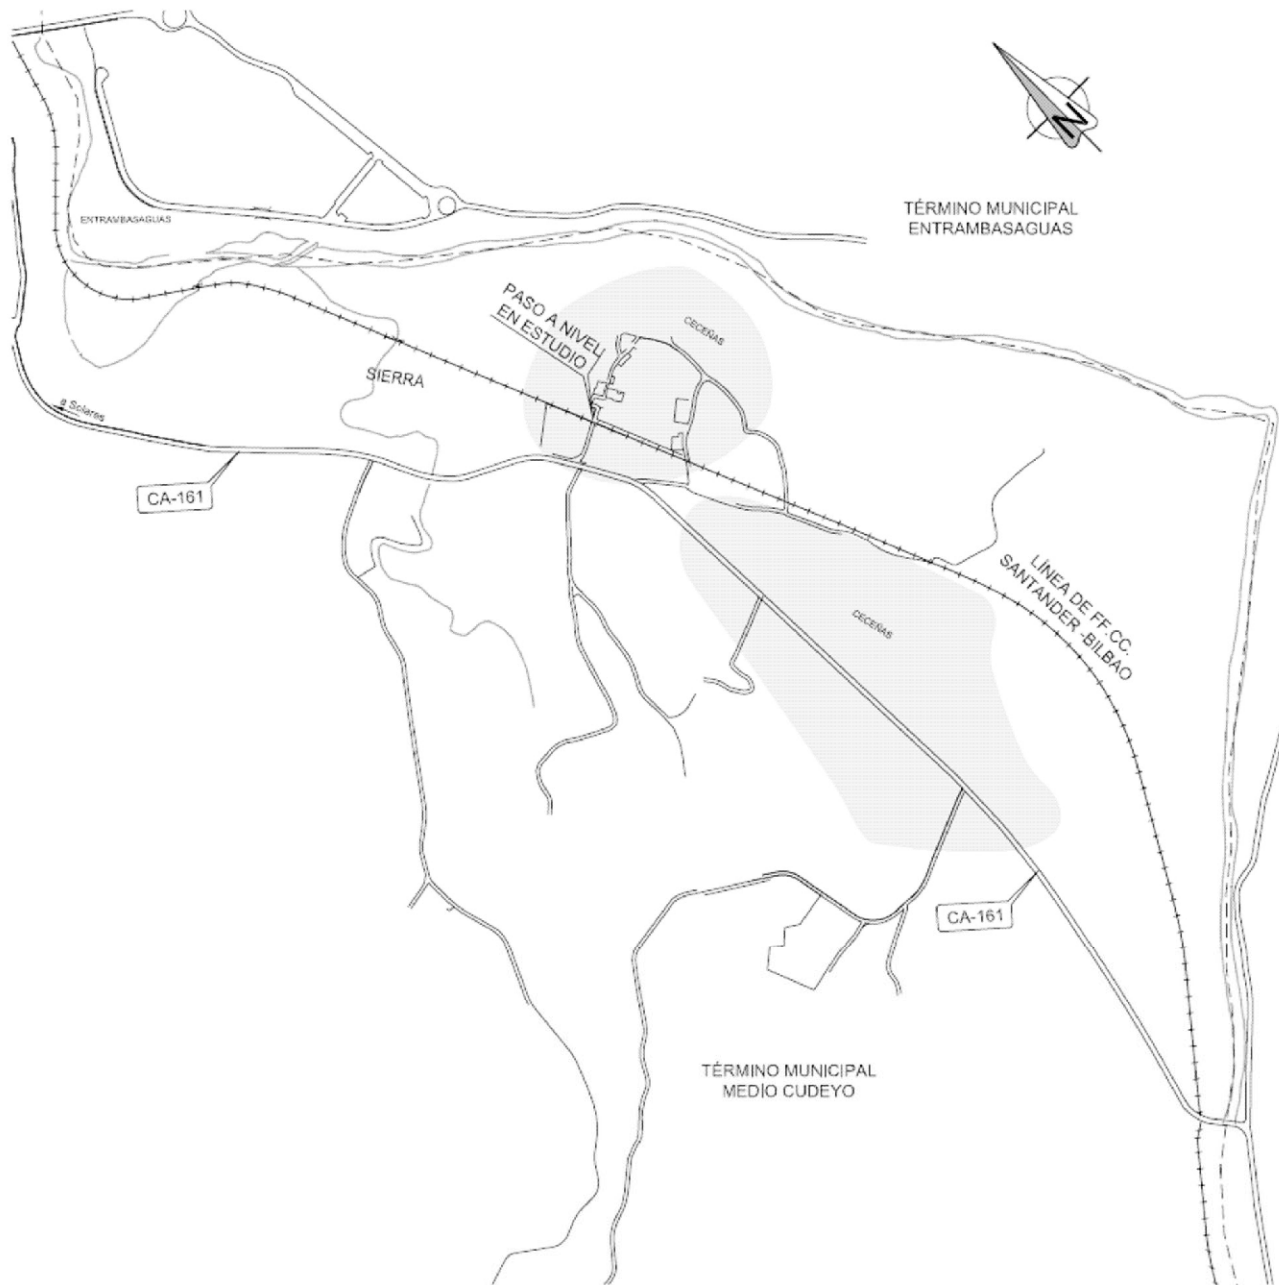 N
TÉRMINO MUNICIPAL
ENTRAMBASAGUAS
ENTRAMBASAGUAS
PASO A NIVEL
EN ESTUDIO
CECEÑAS
SIERRA
a Solares
CA-161
LÍNEA DE FF.CC.
SANTANDER -BILBAO
CECEÑAS
CA-161
TÉRMINO MUNICIPAL
MEDIO CUDEYO